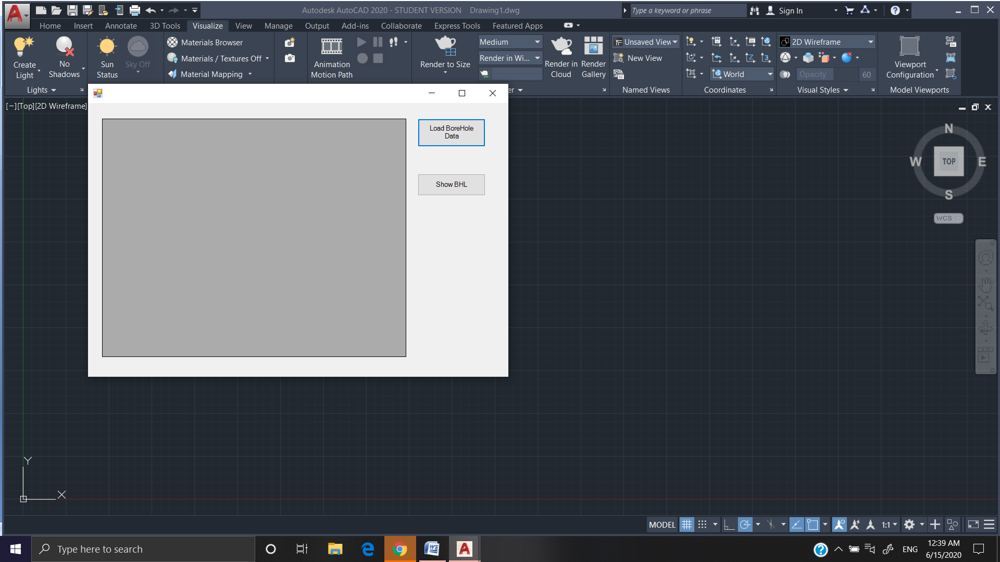 Autodesk AutoCAD 2020 - STUDENT VERSION Drawing1.dwg
Type a keyword or phrase
Sign In
Home Insert Annotate 3D Tools Visualize View Manage Output Add-ins Collaborate Express Tools Featured Apps
Create
Light
No
Shadows
Lights
Sun
Status
Sky Off
Materials Browser
Materials / Textures Off
Material Mapping
Animation
Motion Path
Render to Size
Medium
Render in Wi...
er
Render in
Cloud
Render
Gallery
Unsaved View
New View
Named Views
World
Coordinates
2D Wireframe
Opacity 60
Visual Styles
Viewport
Configuration
Model Viewports
[−][Top][2D Wireframe]
Load BoreHole
Data
Show BHL
N
W TOP E
S
WCS
Y
X
MODEL
1:1
Type here to search
ENG
12:39 AM
6/15/2020